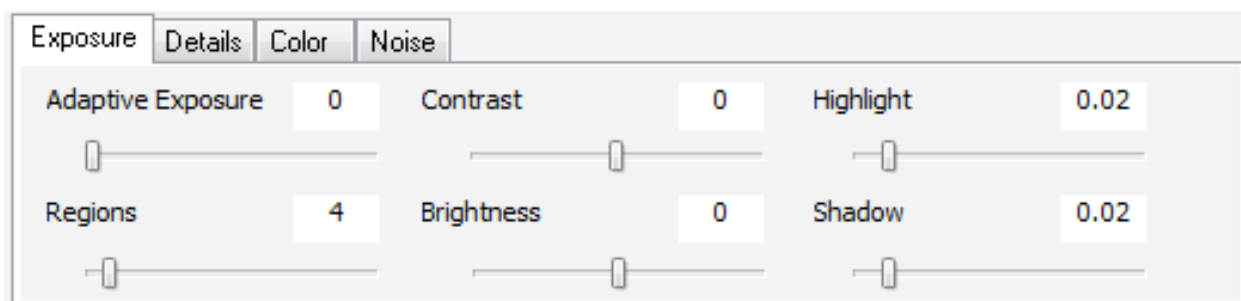 Exposure Details Color Noise
Adaptive Exposure 0 Contrast 0 Highlight 0.02
Regions 4 Brightness 0 Shadow 0.02